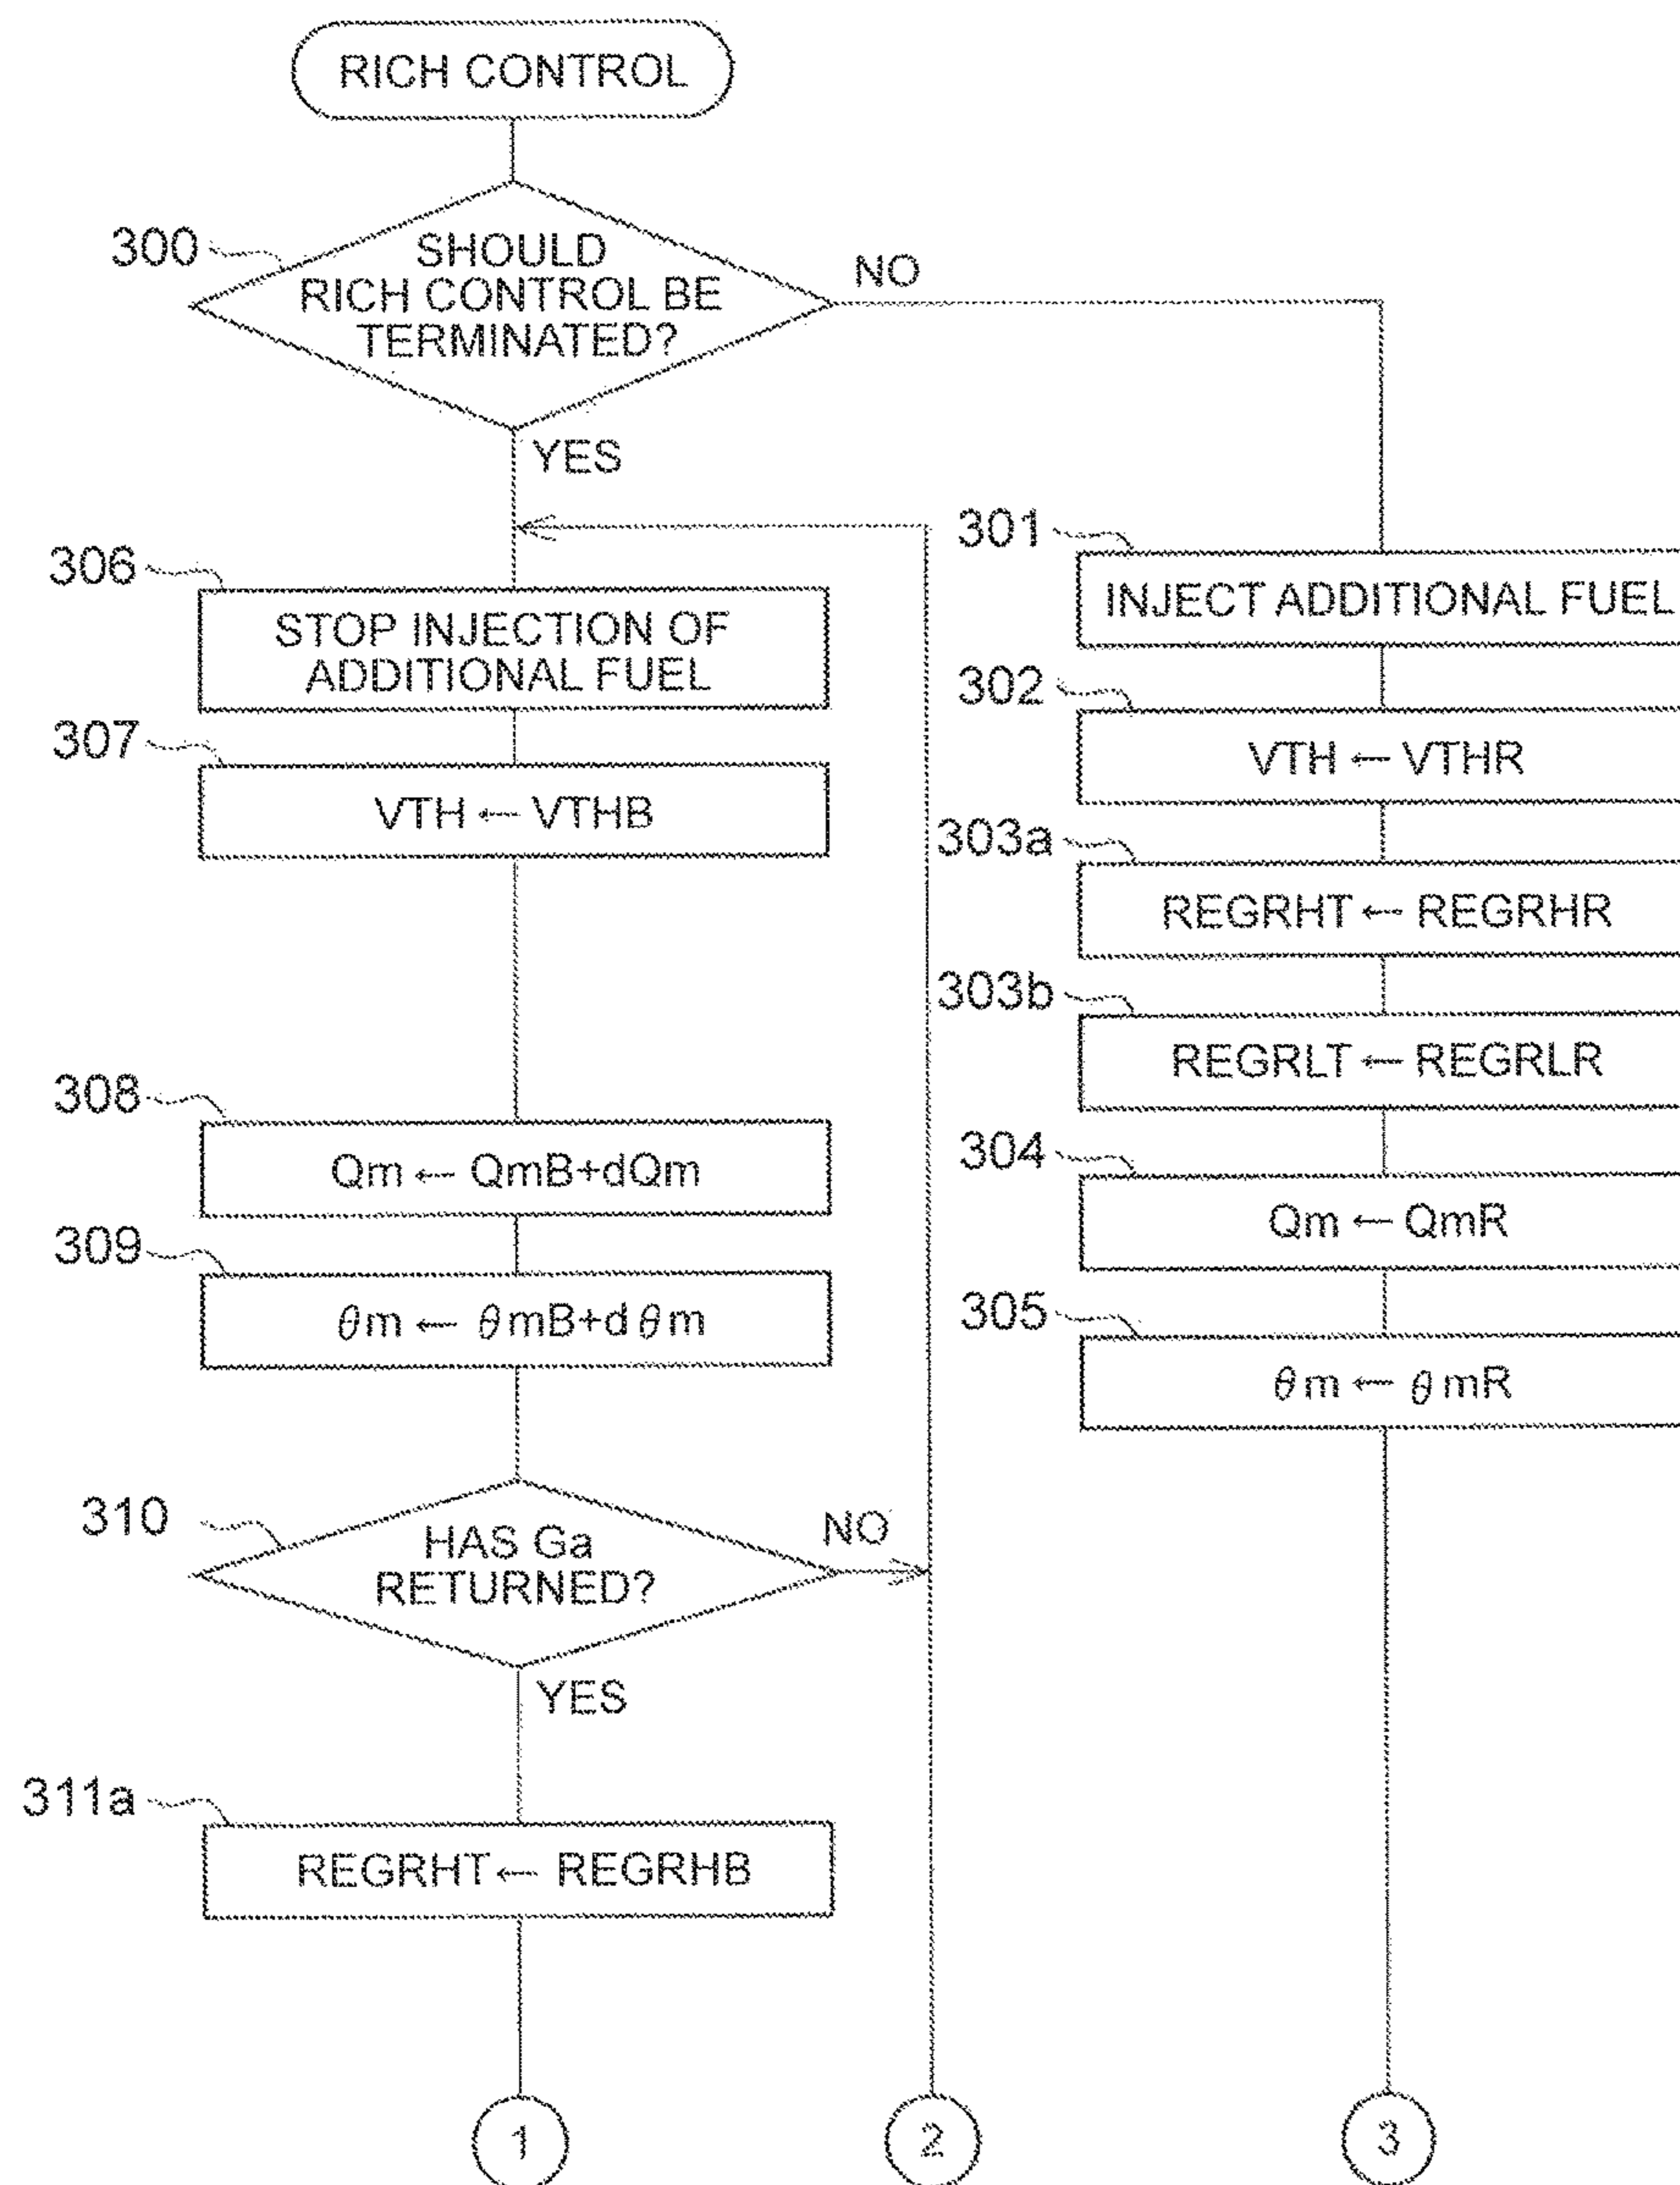 RICH CONTROL
300
SHOULD
RICH CONTROL BE
TERMINATED?
NO
YES
306
STOP INJECTION OF
ADDITIONAL FUEL
307
VTH ← VTHB
308
Qm ← QmB+dQm
309
θm ← θmB+dθm
310
HAS Ga
RETURNED?
NO
YES
311a
REGRHT ← REGRHB
301
INJECT ADDITIONAL FUEL
302
VTH ← VTHR
303a
REGRHT ← REGRHR
303b
REGRLT ← REGRLR
304
Qm ← QmR
305
θm ← θmR
1
2
3